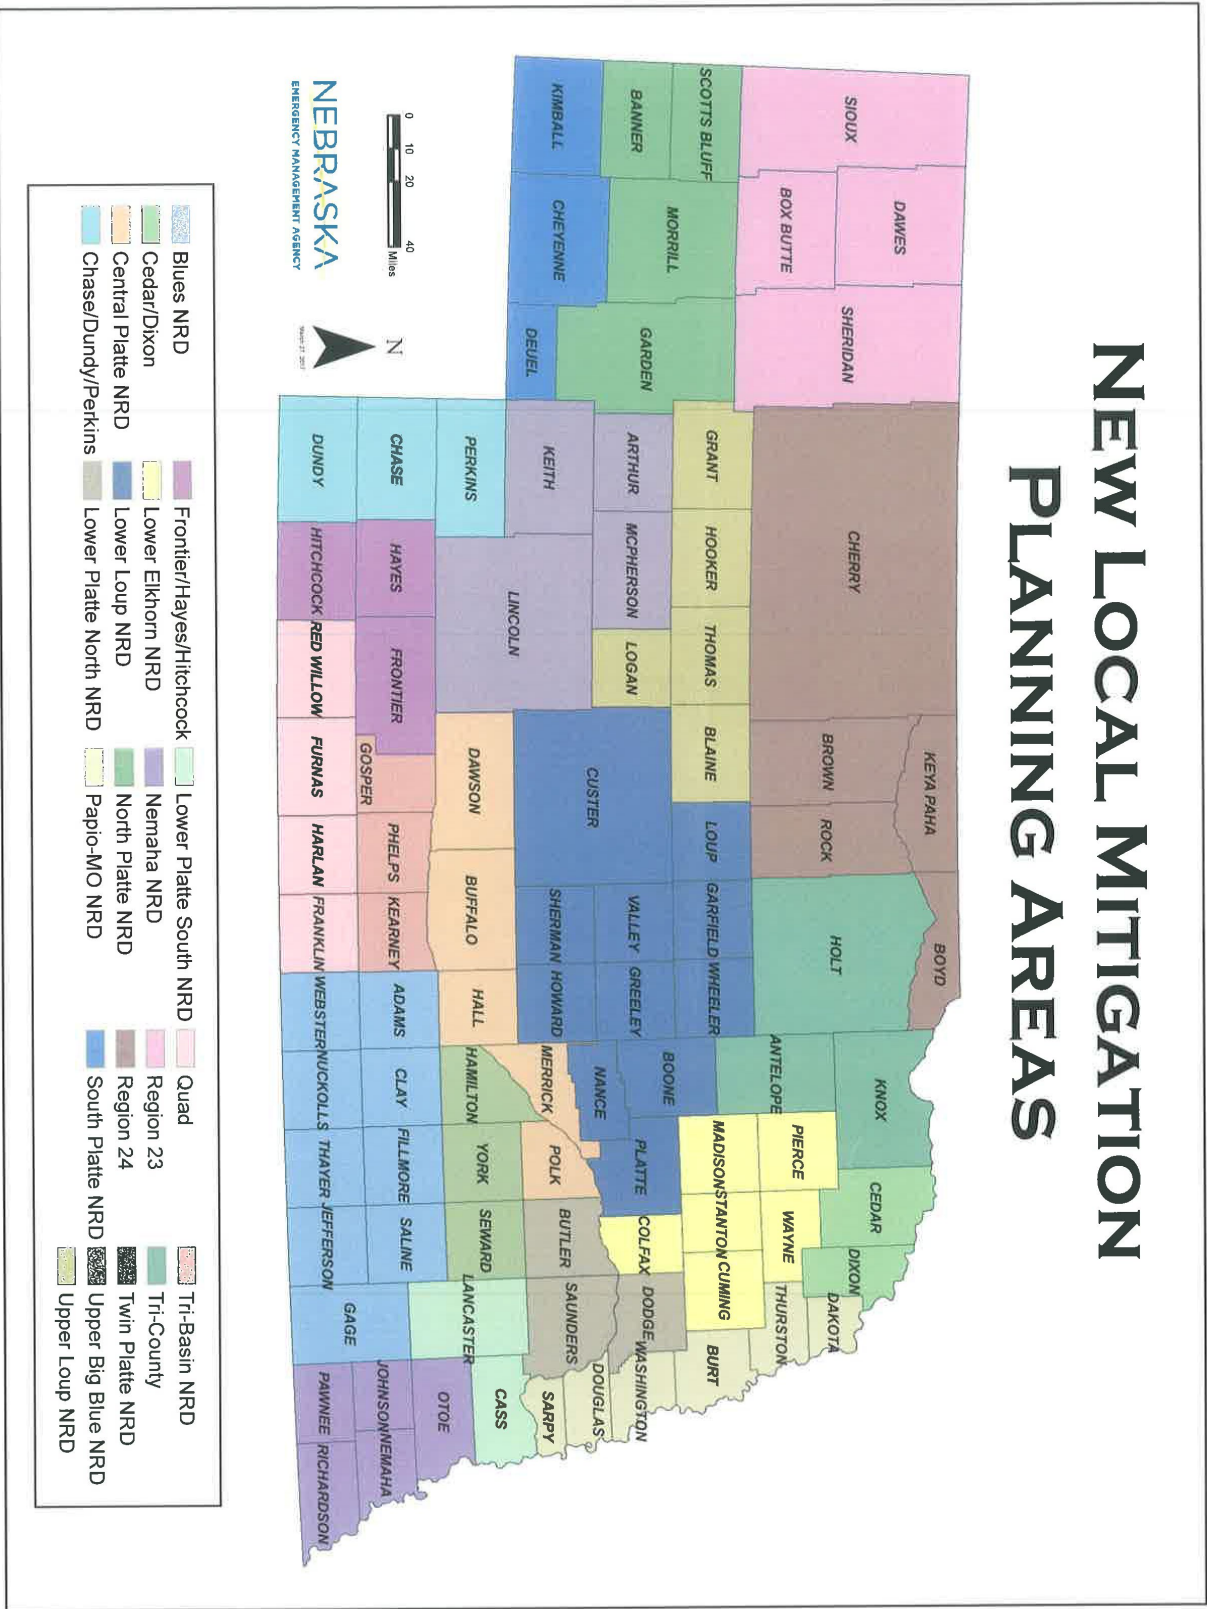 NEW LOCAL MITIGATION
PLANNING AREAS
SIOUX
DAWES
BOX BUTTE
SHERIDAN
SCOTTS BLUFF
BANNER
MORRILL
GARDEN
KIMBALL
CHEYENNE
DEUEL
CHERRY
KEYA PAHA
BOYD
BROWN
ROCK
HOLT
KNOX
CEDAR
DIXON
DAKOTA
GRANT
HOOKER
THOMAS
BLAINE
LOUP
GARFIELD
WHEELER
ANTELOPE
PIERCE
WAYNE
THURSTON
ARTHUR
MCPHERSON
LOGAN
CUSTER
VALLEY
GREELEY
BOONE
MADISON
STANTON
CUMING
BURT
KEITH
LINCOLN
SHERMAN
HOWARD
NANCE
PLATTE
COLFAX
DODGE
WASHINGTON
PERKINS
DAWSON
BUFFALO
HALL
MERRICK
POLK
BUTLER
SAUNDERS
DOUGLAS
SARPY
CHASE
HAYES
FRONTIER
GOSPER
PHELPS
KEARNEY
ADAMS
CLAY
HAMILTON
YORK
SEWARD
LANCASTER
CASS
FILLMORE
SALINE
OTOE
DUNDY
HITCHCOCK
RED WILLOW
FURNAS
HARLAN
FRANKLIN
WEBSTER
NUCKOLLS
THAYER
JEFFERSON
GAGE
JOHNSON
NEMAHA
PAWNEE
RICHARDSON
0 10 20 40
Miles
N
March 27, 2017
NEBRASKA
EMERGENCY MANAGEMENT AGENCY
Blues NRD
Cedar/Dixon
Central Platte NRD
Chase/Dundy/Perkins
Frontier/Hayes/Hitchcock
Lower Elkhorn NRD
Lower Loup NRD
Lower Platte North NRD
Lower Platte South NRD
Nemaha NRD
North Platte NRD
Papio-MO NRD
Quad
Region 23
Region 24
South Platte NRD
Tri-Basin NRD
Tri-County
Twin Platte NRD
Upper Big Blue NRD
Upper Loup NRD